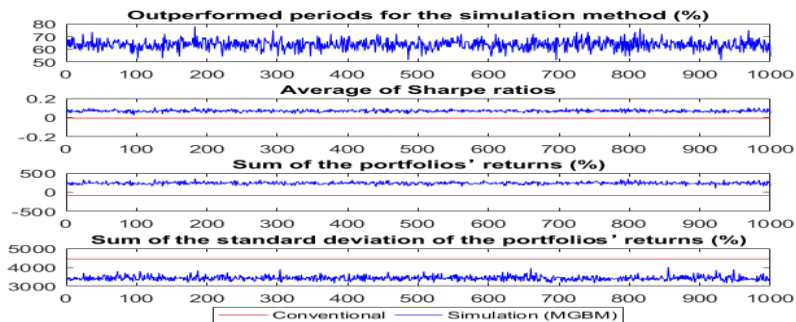 Outperformed periods for the simulation method (%)
80
70
60
50
0 100 200 300 400 500 600 700 800 900 1000
Average of Sharpe ratios
0.2
0
-0.2
0 100 200 300 400 500 600 700 800 900 1000
Sum of the portfolios' returns (%)
500
0
-500
0 100 200 300 400 500 600 700 800 900 1000
Sum of the standard deviation of the portfolios' returns (%)
5000
4000
3000
0 100 200 300 400 500 600 700 800 900 1000
Conventional Simulation (MGBM)